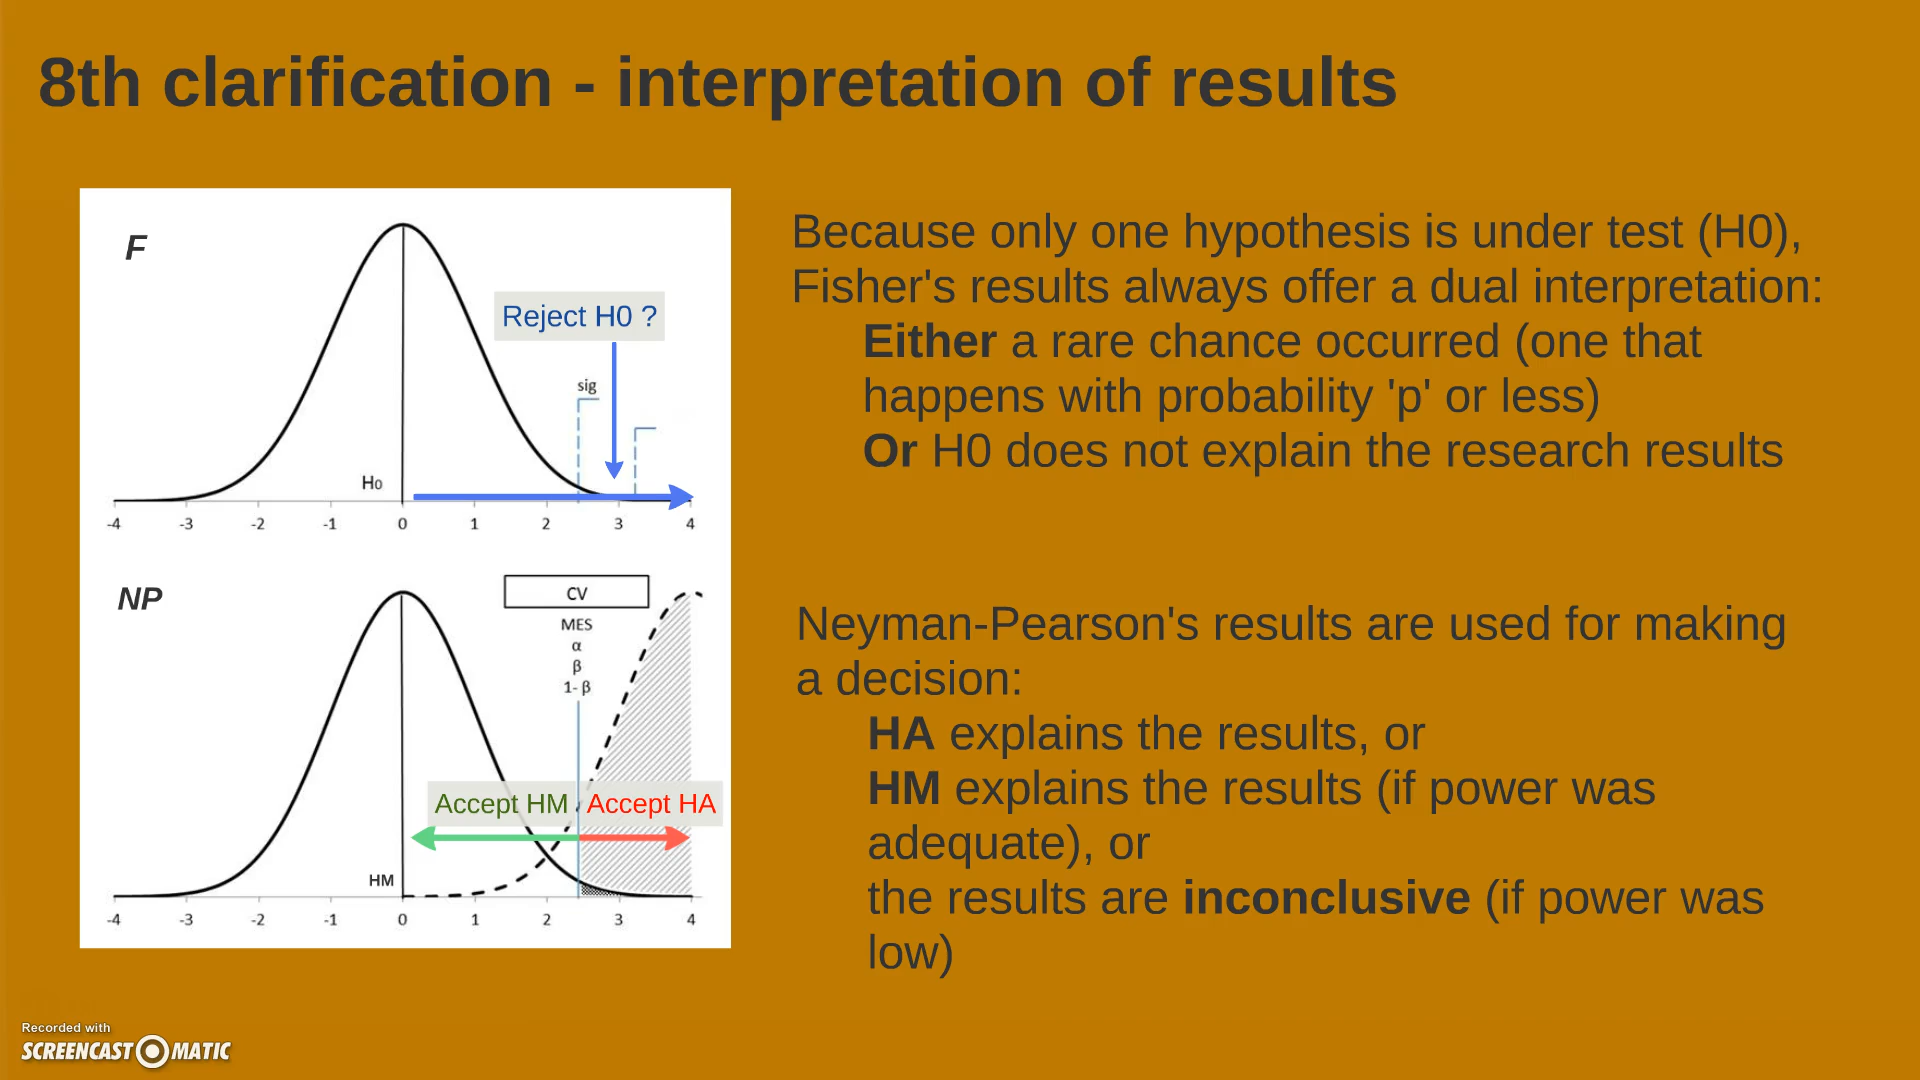 8th clarification - interpretation of results
F
Reject H0 ?
sig
H0
-4 -3 -2 -1 0 1 2 3 4
NP
CV
MES
α
β
1- β
Accept HM Accept HA
HM
-4 -3 -2 -1 0 1 2 3 4
Because only one hypothesis is under test (H0),
Fisher's results always offer a dual interpretation:
Either a rare chance occurred (one that
happens with probability 'p' or less)
Or H0 does not explain the research results
Neyman-Pearson's results are used for making
a decision:
HA explains the results, or
HM explains the results (if power was
adequate), or
the results are inconclusive (if power was
low)
Recorded with
SCREENCAST MATIC